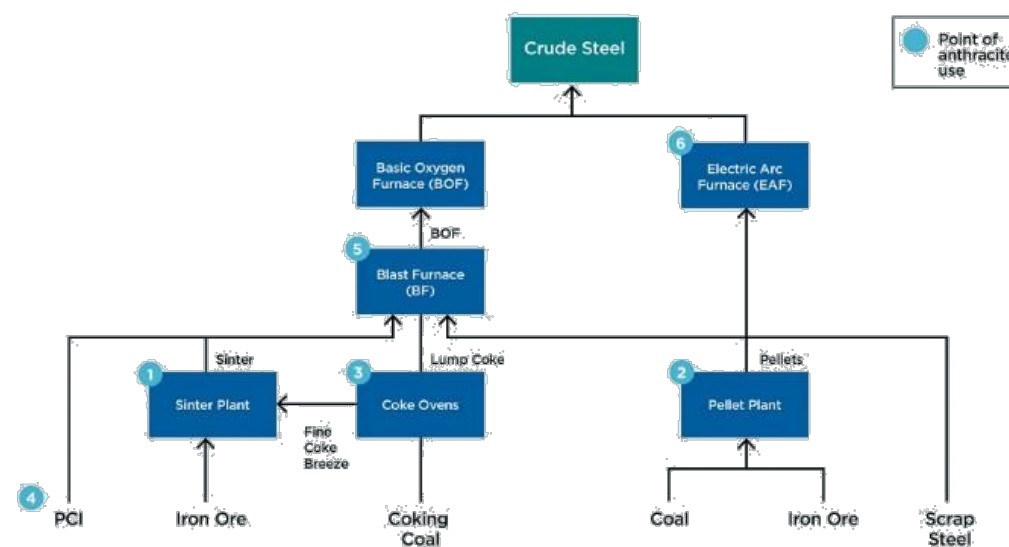 Crude Steel
Point of
anthracite
use
6
Basic Oxygen
Furnace (BOF)
Electric Arc
Furnace (EAF)
BOF
5
Blast Furnace
(BF)
Sinter
Lump Coke
Pellets
1
3
2
Sinter Plant
Coke Ovens
Pellet Plant
Fine
Coke
Breeze
4
PCI
Iron Ore
Coking
Coal
Coal
Iron Ore
Scrap
Steel